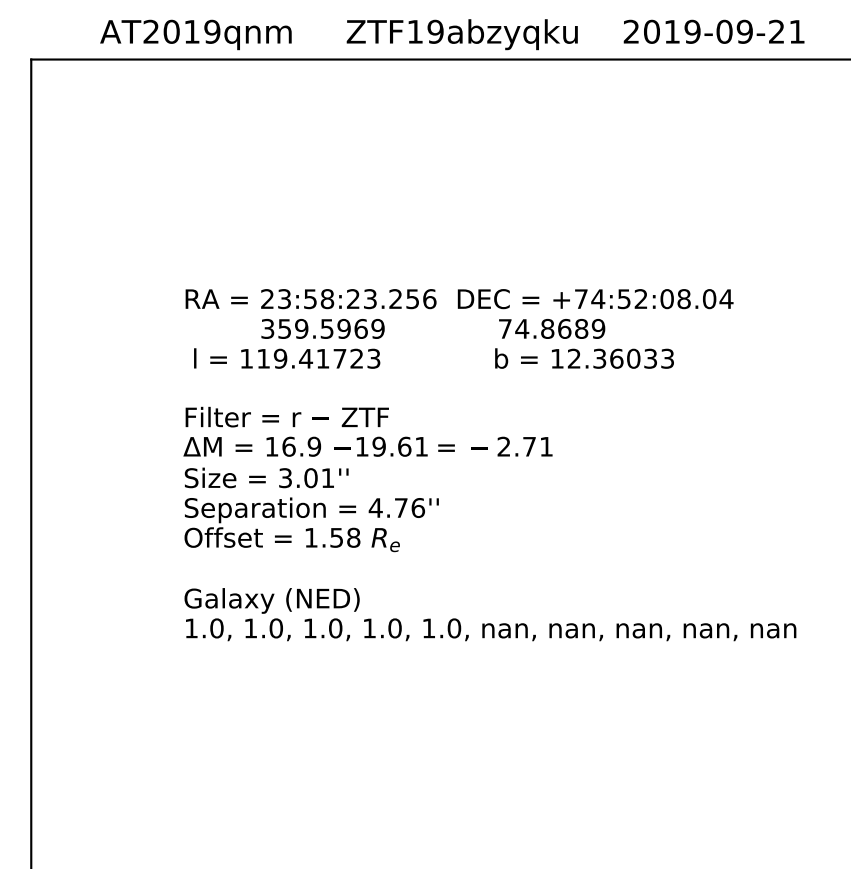 AT2019qnm ZTF19abzyqku 2019-09-21
RA = 23:58:23.256 DEC = +74:52:08.04
359.5969 74.8689
l = 119.41723 b = 12.36033
Filter = r − ZTF
ΔM = 16.9 −19.61 = − 2.71
Size = 3.01''
Separation = 4.76''
Offset = 1.58 Re
Galaxy (NED)
1.0, 1.0, 1.0, 1.0, 1.0, nan, nan, nan, nan, nan